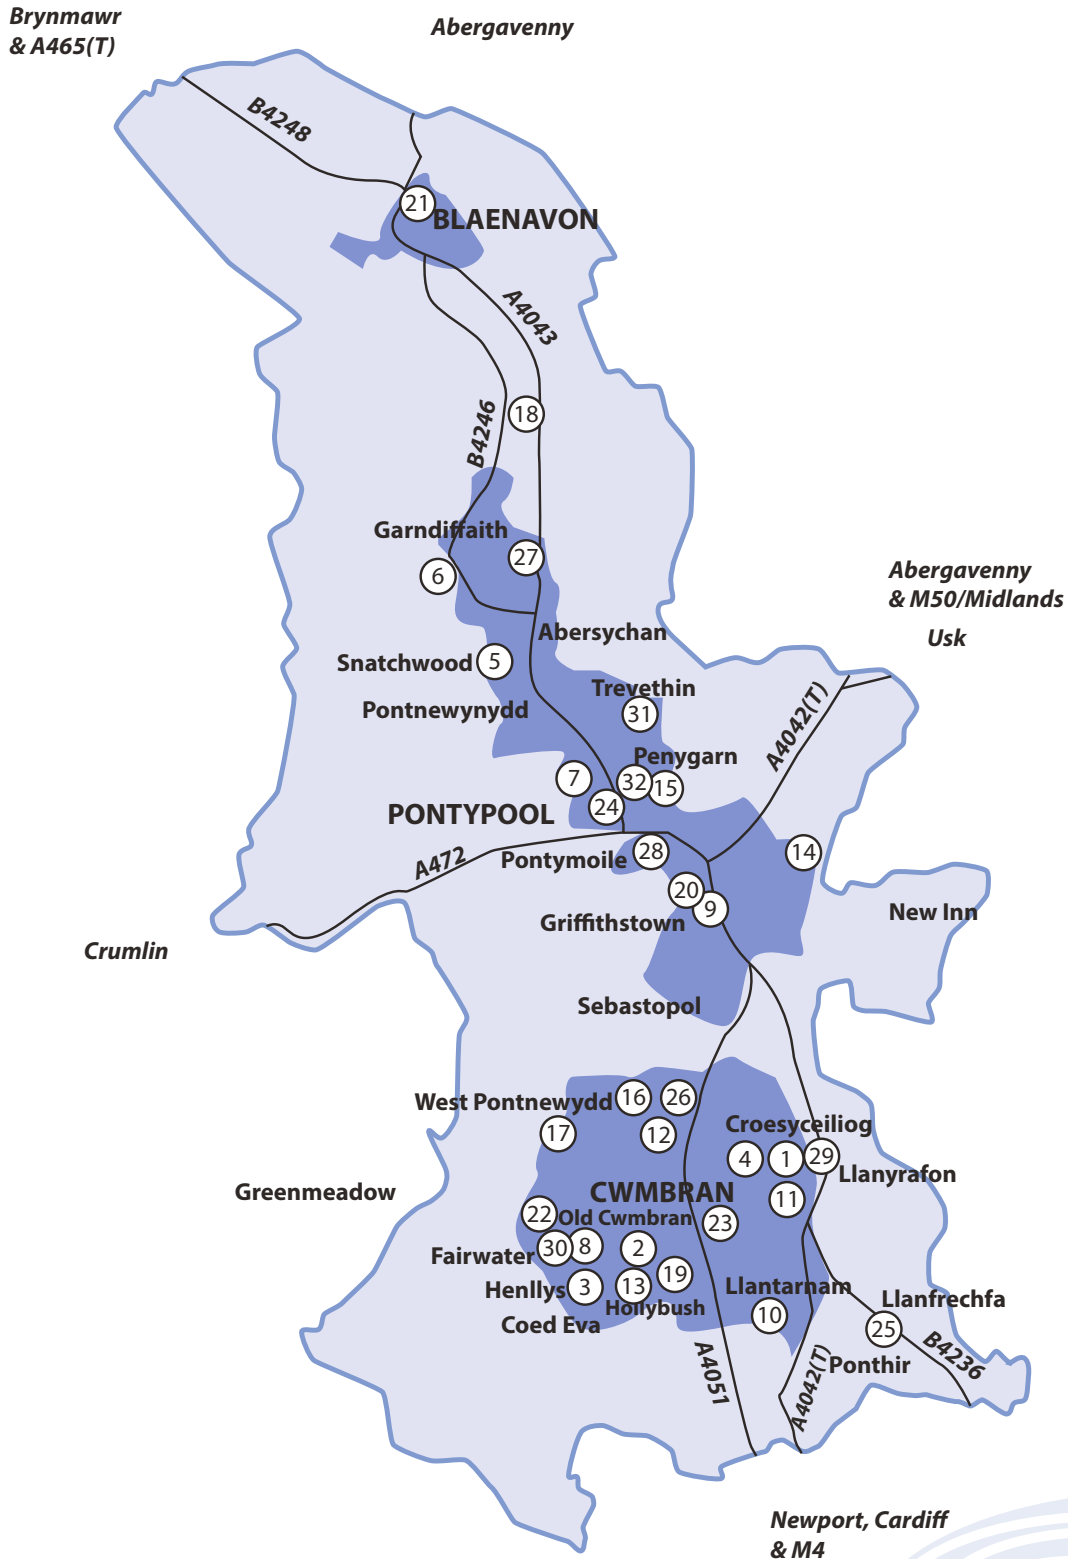 Brynmawr
& A465(T)
Abergavenny
B4248
21
BLAENAVON
A4043
B4246
18
Garndiffaith
27
6
Abergavenny
& M50/Midlands
Usk
Abersychan
Snatchwood
5
Trevethin
31
Pontnewynydd
A4042(T)
Penygarn
7
32
15
24
PONTYPOOL
A472
Pontymoile
28
14
20
9
Griffithstown
New Inn
Crumlin
Sebastopol
West Pontnewydd
16
26
17
12
Croesyceiliog
4
1
29
Llanyrafon
Greenmeadow
CWMBRAN
11
22
Old Cwmbran
23
Fairwater
30
8
2
Henllys
3
13
19
Hollybush
Llantarnam
10
Coed Eva
Llanfrechfa
25
Ponthir
B4236
A4051
A4042(T)
Newport, Cardiff
& M4